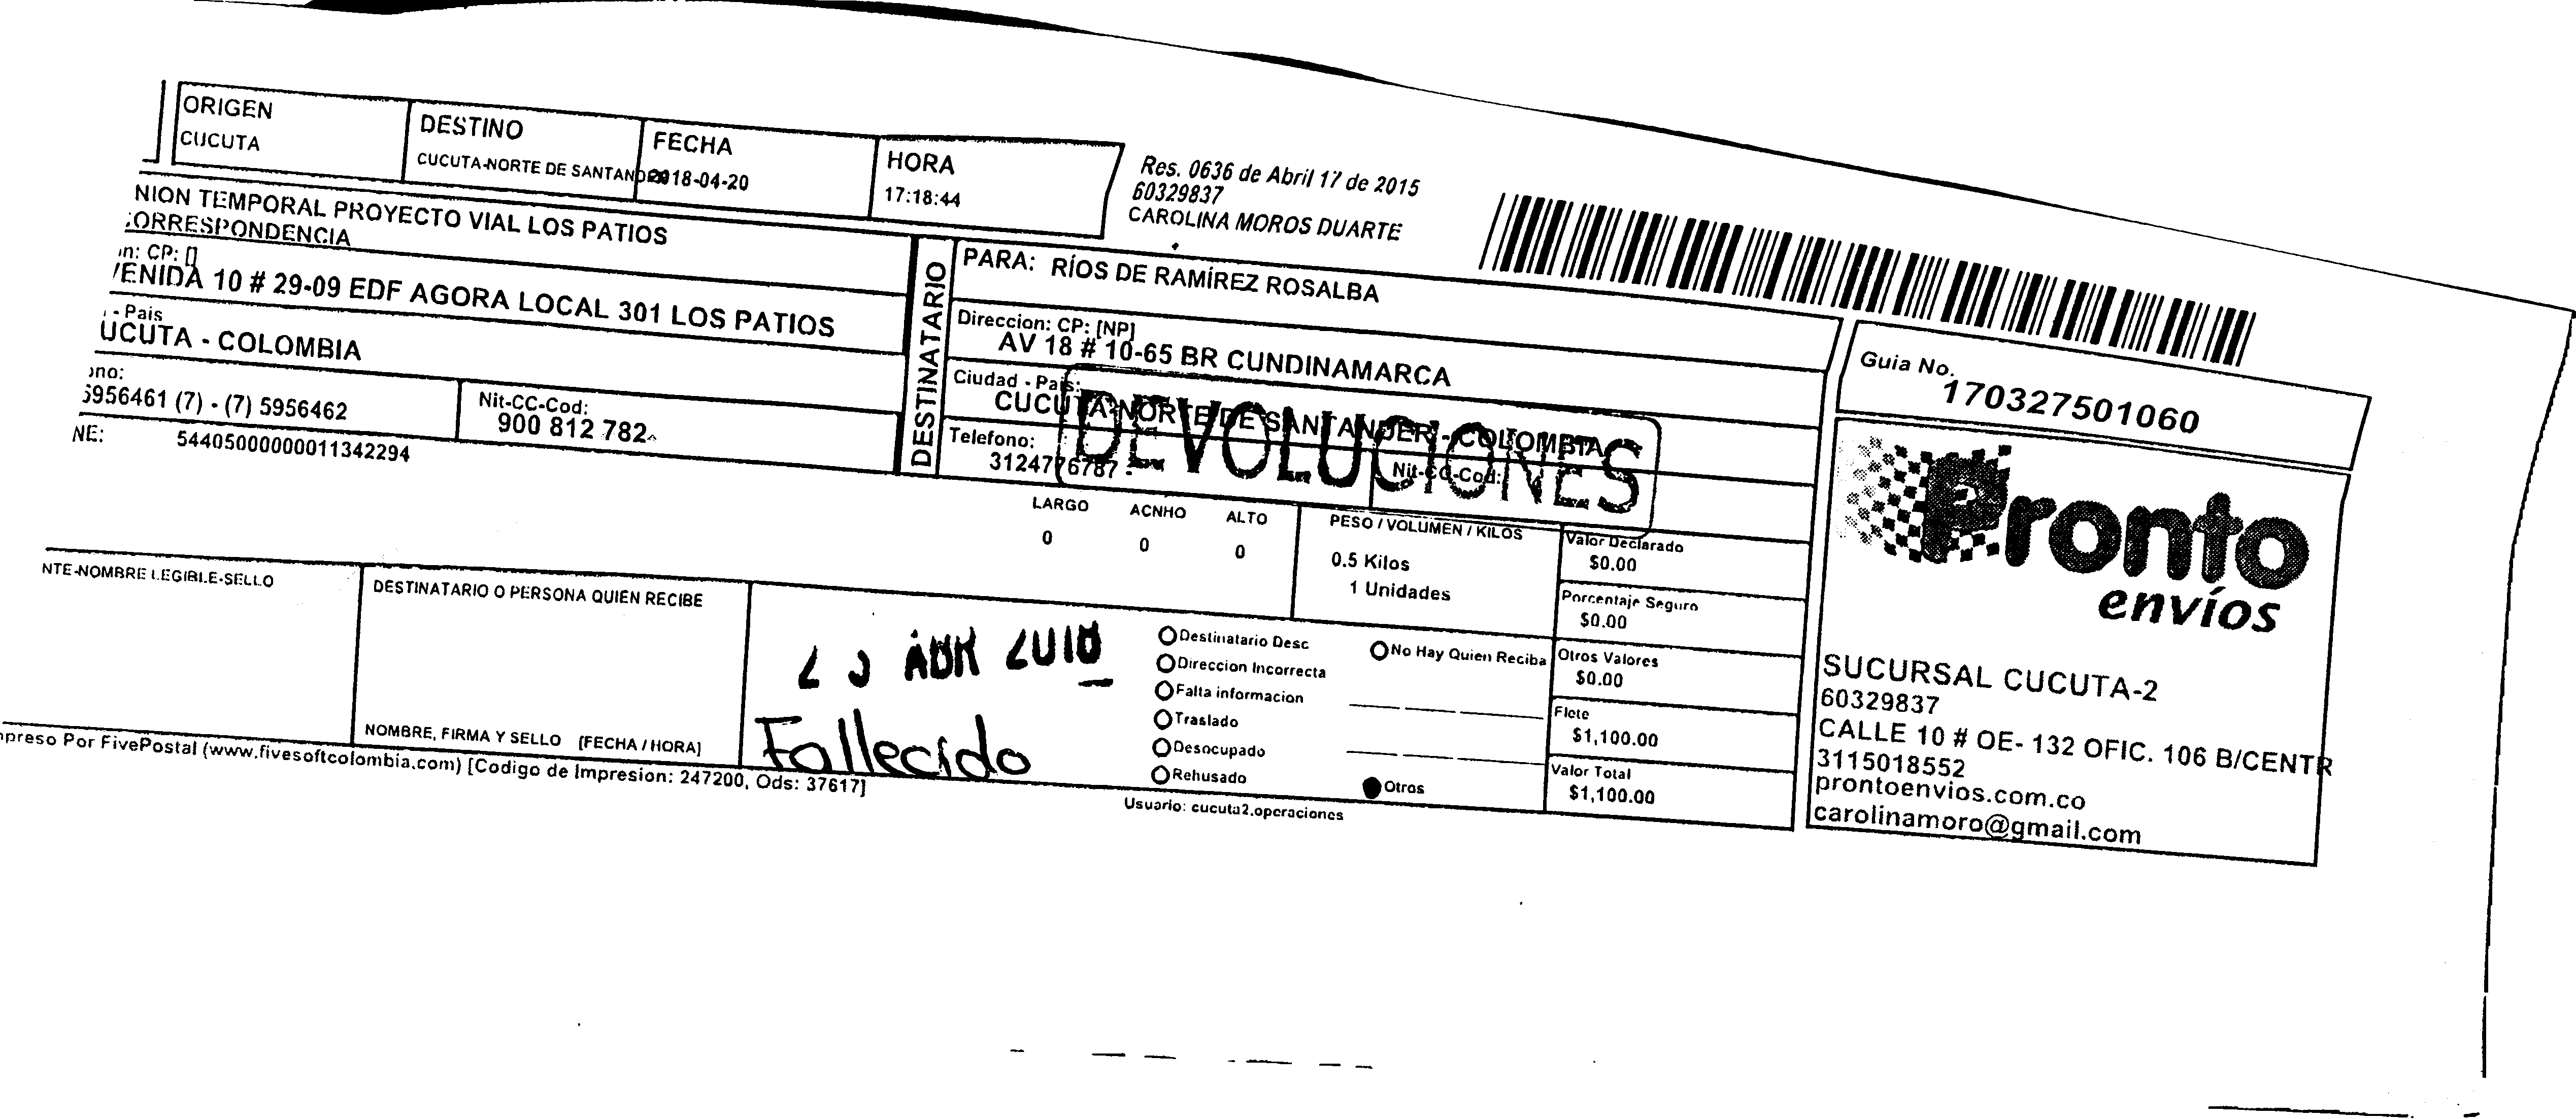 ORIGEN
CUCUTA
DESTINO
CUCUTA-NORTE DE SANTANDER
FECHA
2018-04-20
HORA
17:18:44
Res. 0636 de Abril 17 de 2015
60329837
CAROLINA MOROS DUARTE
NION TEMPORAL PROYECTO VIAL LOS PATIOS
CORRESPONDENCIA
n: CP: []
VENIDA 10 # 29-09 EDF AGORA LOCAL 301 LOS PATIOS
- Pais
UCUTA - COLOMBIA
ono:
5956461 (7) - (7) 5956462
Nit-CC-Cod:
900 812 782
NE: 54405000000011342294
DESTINATARIO
PARA: RÍOS DE RAMÍREZ ROSALBA
Direccion: CP: [NP]
AV 18 # 10-65 BR CUNDINAMARCA
Ciudad - Pais:
CUCUTA-NORTE DE SANTANDER - COLOMBIA
Telefono:
3124776787 -
Nit-CC-Cod:
DEVOLUCIONES
Guia No.
170327501060
LARGO ACNHO ALTO
0 0 0
PESO / VOLUMEN / KILOS
0.5 Kilos
1 Unidades
Valor Declarado
$0.00
Porcentaje Seguro
$0.00
Otros Valores
$0.00
Flete
$1,100.00
Valor Total
$1,100.00
NTE-NOMBRE LEGIBLE-SELLO
DESTINATARIO O PERSONA QUIEN RECIBE
NOMBRE, FIRMA Y SELLO [FECHA / HORA]
ABR 2018
Fallecido
Destinatario Desc
Direccion Incorrecta
Falta informacion
Traslado
Desocupado
Rehusado
No Hay Quien Reciba
Otros
Pronto
envíos
SUCURSAL CUCUTA-2
60329837
CALLE 10 # OE- 132 OFIC. 106 B/CENTR
3115018552
prontoenvios.com.co
carolinamoro@gmail.com
mpreso Por FivePostal (www.fivesoftcolombia.com) [Codigo de Impresion: 247200, Ods: 37617]
Usuario: cucuta2.operaciones